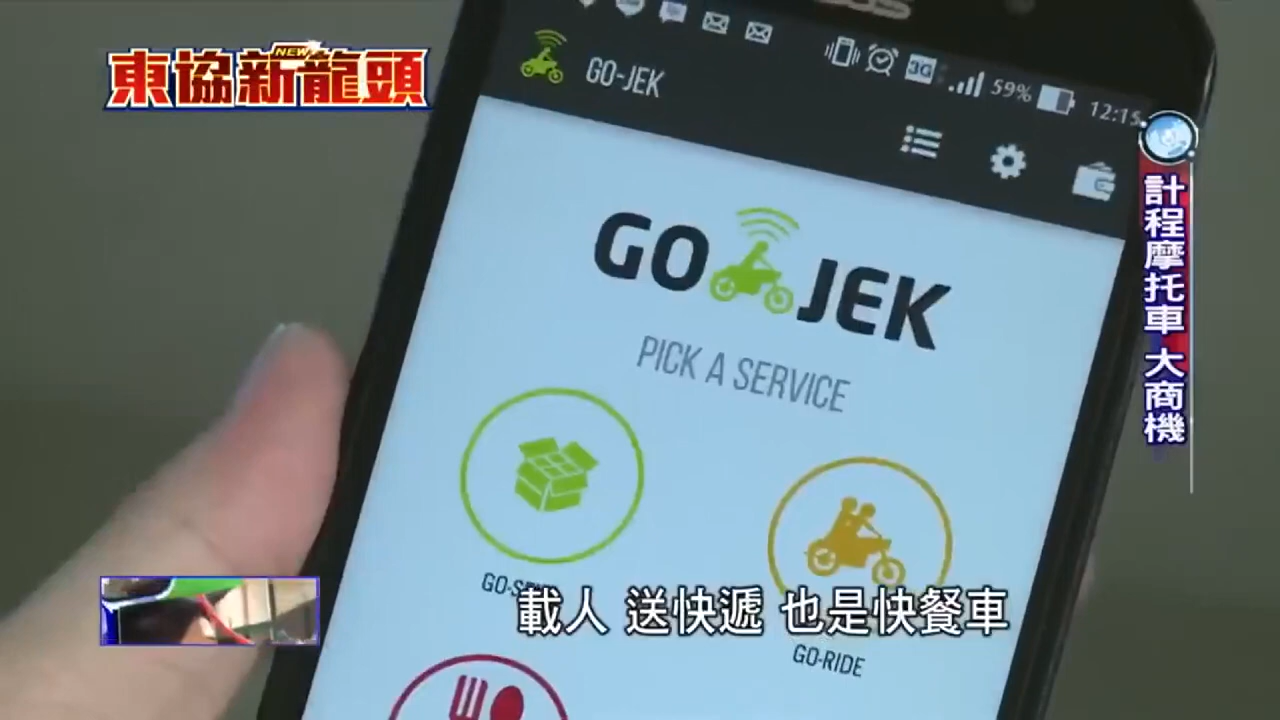 東協新龍頭
NEW
GO-JEK
3G
59%
12:15
GO JEK
PICK A SERVICE
計程摩托車 大商機
載人 送快遞 也是快餐車
GO-RIDE